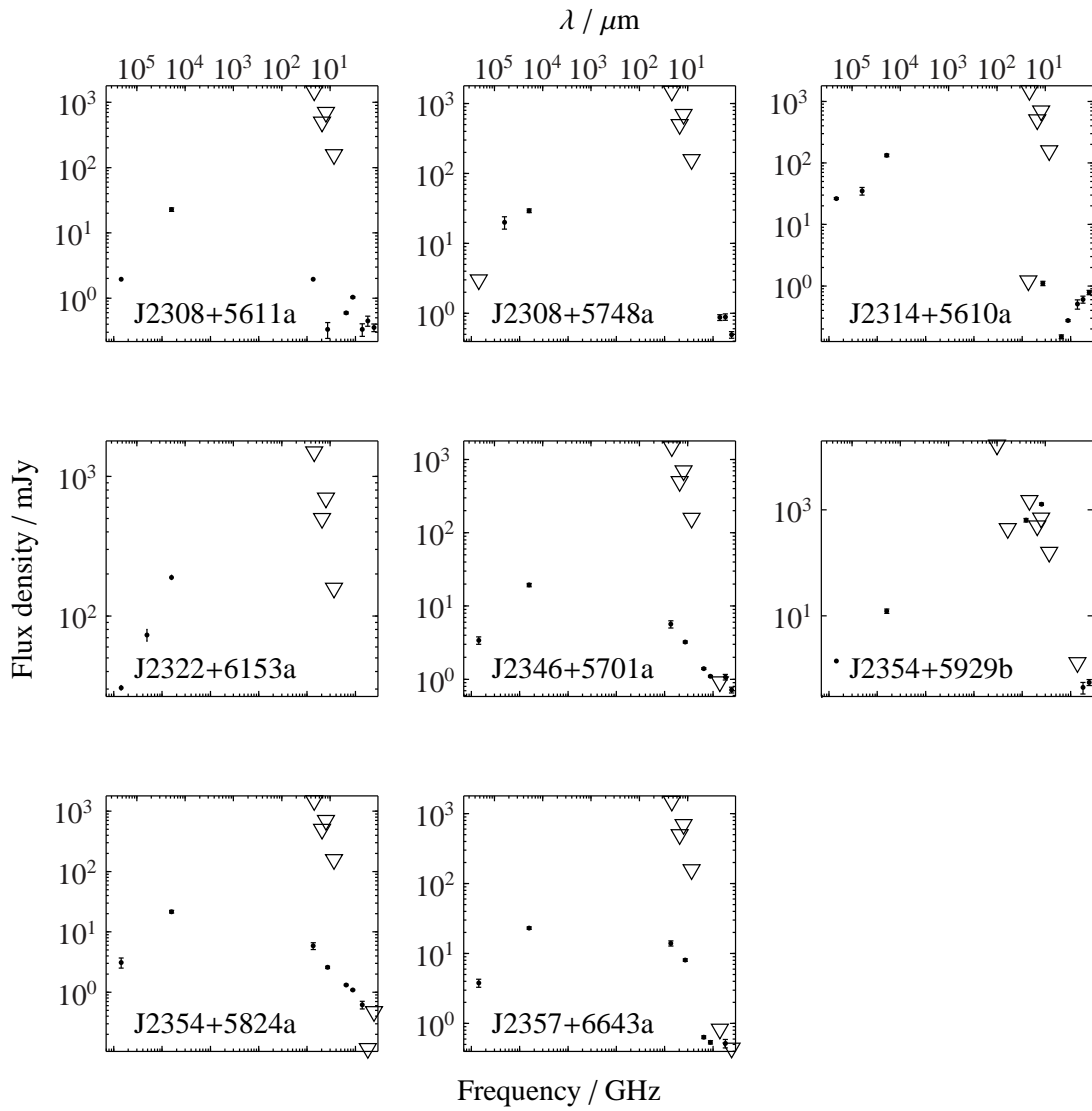 λ / μm
10⁵ 10⁴ 10³ 10² 10¹
10⁵ 10⁴ 10³ 10² 10¹
10⁵ 10⁴ 10³ 10² 10¹
10³
10²
10¹
10⁰
J2308+5611a
10³
10²
10¹
10⁰
J2308+5748a
10³
10²
10¹
10⁰
J2314+5610a
Flux density / mJy
10³
10²
J2322+6153a
10³
10²
10¹
10⁰
J2346+5701a
10³
10¹
J2354+5929b
10³
10²
10¹
10⁰
J2354+5824a
10³
10²
10¹
10⁰
J2357+6643a
Frequency / GHz